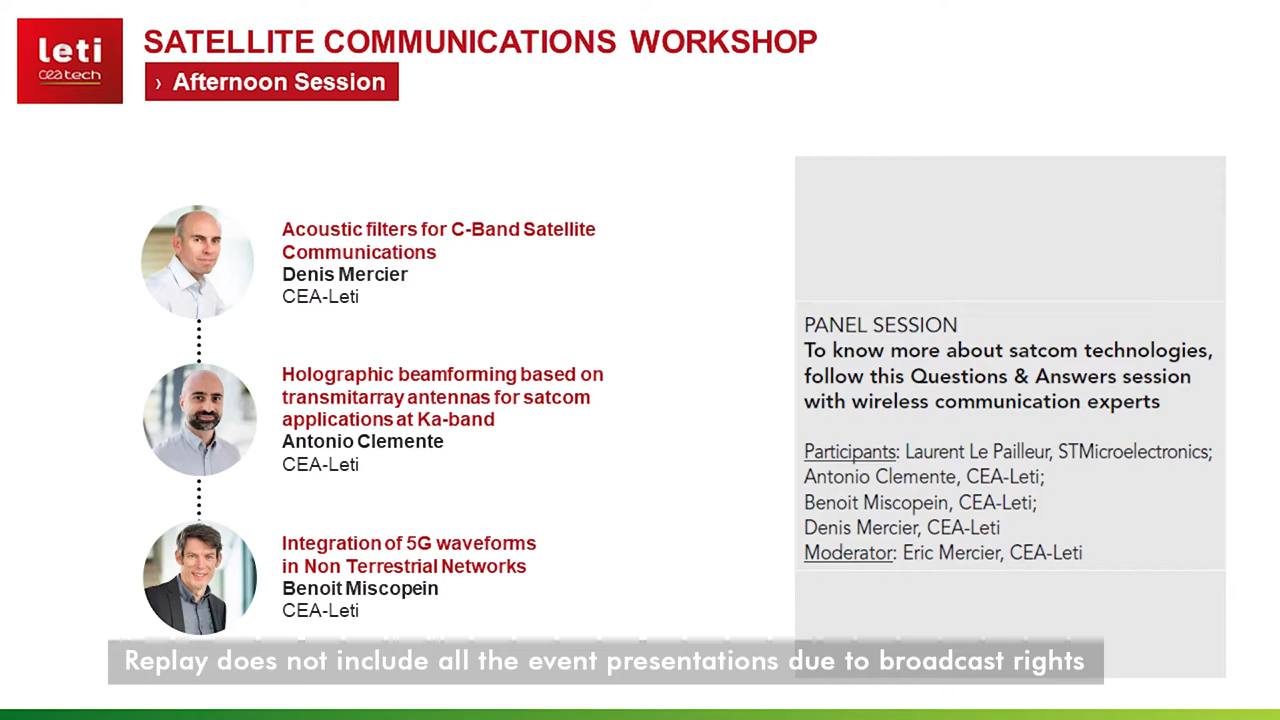 leti
ceatech
SATELLITE COMMUNICATIONS WORKSHOP
› Afternoon Session
Acoustic filters for C-Band Satellite
Communications
Denis Mercier
CEA-Leti
Holographic beamforming based on
transmitarray antennas for satcom
applications at Ka-band
Antonio Clemente
CEA-Leti
Integration of 5G waveforms
in Non Terrestrial Networks
Benoit Miscopein
CEA-Leti
PANEL SESSION
To know more about satcom technologies,
follow this Questions & Answers session
with wireless communication experts
Participants: Laurent Le Pailleur, STMicroelectronics;
Antonio Clemente, CEA-Leti;
Benoit Miscopein, CEA-Leti;
Denis Mercier, CEA-Leti
Moderator: Eric Mercier, CEA-Leti
Replay does not include all the event presentations due to broadcast rights